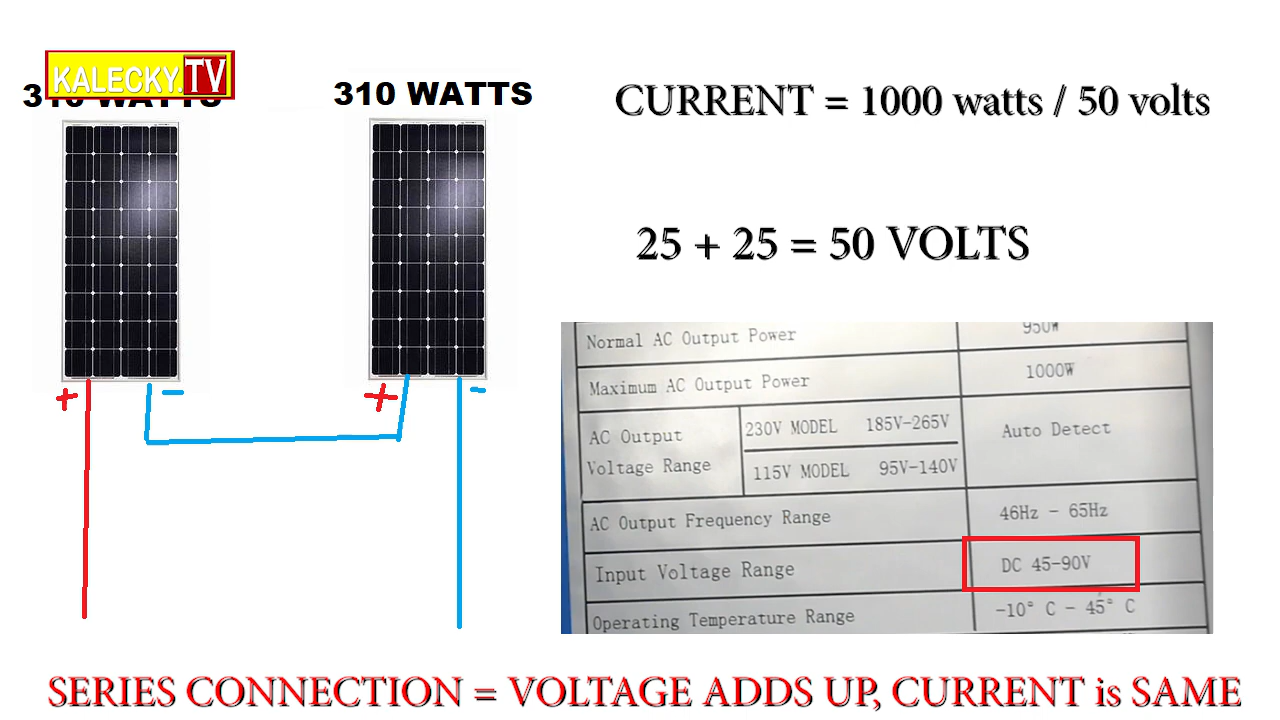 KALECKY.TV
310 WATTS
310 WATTS
CURRENT = 1000 watts / 50 volts
25 + 25 = 50 VOLTS
Normal AC Output Power 950W
Maximum AC Output Power 1000W
AC Output Voltage Range
230V MODEL 185V-265V
115V MODEL 95V-140V
Auto Detect
AC Output Frequency Range 46Hz - 65Hz
Input Voltage Range DC 45-90V
Operating Temperature Range -10° C - 45° C
+ -
+ -
SERIES CONNECTION = VOLTAGE ADDS UP, CURRENT is SAME